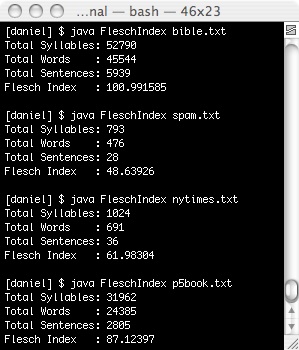 ...nal — bash — 46x23
[daniel] $ java FleschIndex bible.txt
Total Syllables: 52790
Total Words    : 45544
Total Sentences: 5939
Flesch Index   : 100.991585
[daniel] $ java FleschIndex spam.txt
Total Syllables: 793
Total Words    : 476
Total Sentences: 28
Flesch Index   : 48.63926
[daniel] $ java FleschIndex nytimes.txt
Total Syllables: 1024
Total Words    : 691
Total Sentences: 36
Flesch Index   : 61.98304
[daniel] $ java FleschIndex p5book.txt
Total Syllables: 31962
Total Words    : 24385
Total Sentences: 2805
Flesch Index   : 87.12397